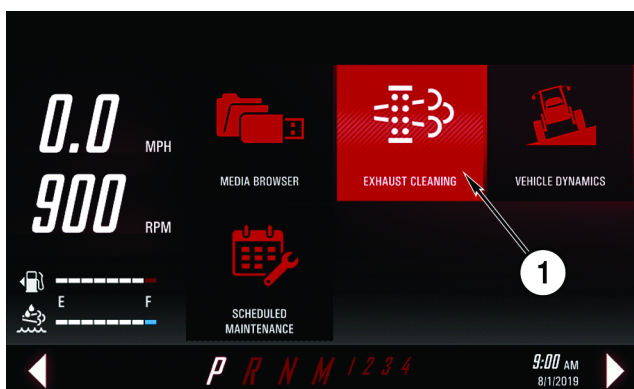 0.0 MPH
900 RPM
E F
MEDIA BROWSER
EXHAUST CLEANING
VEHICLE DYNAMICS
SCHEDULED
MAINTENANCE
1
P R N M 1 2 3 4
9:00 AM
8/1/2019